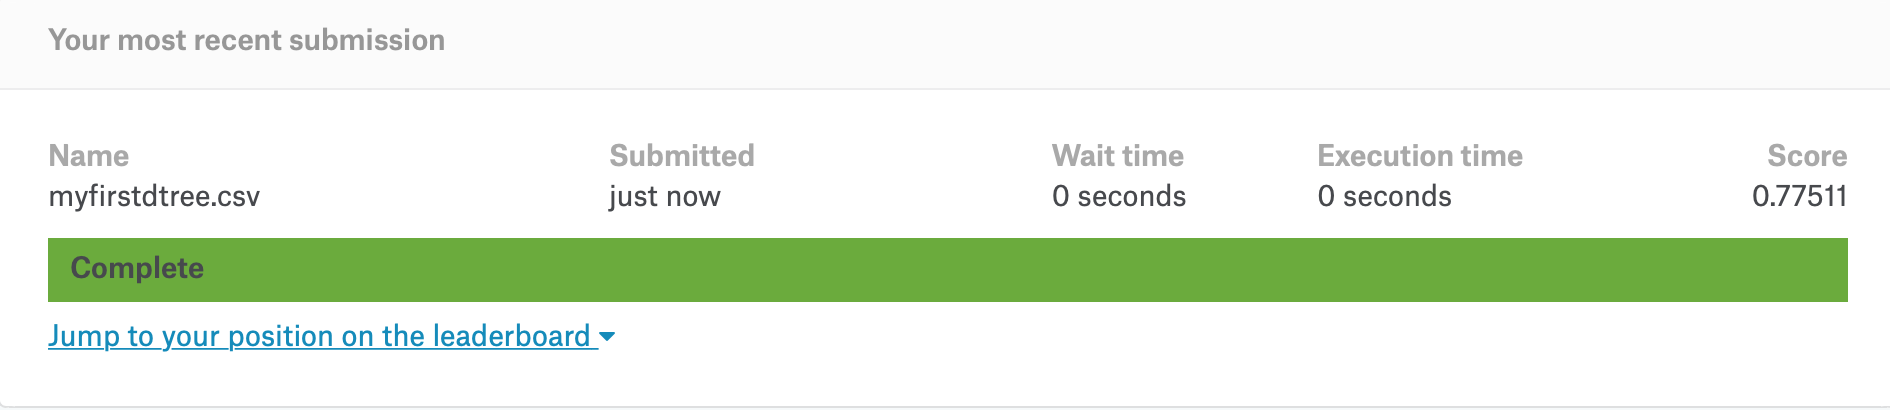 Your most recent submission
Name Submitted Wait time Execution time Score
myfirstdtree.csv just now 0 seconds 0 seconds 0.77511
Complete
Jump to your position on the leaderboard